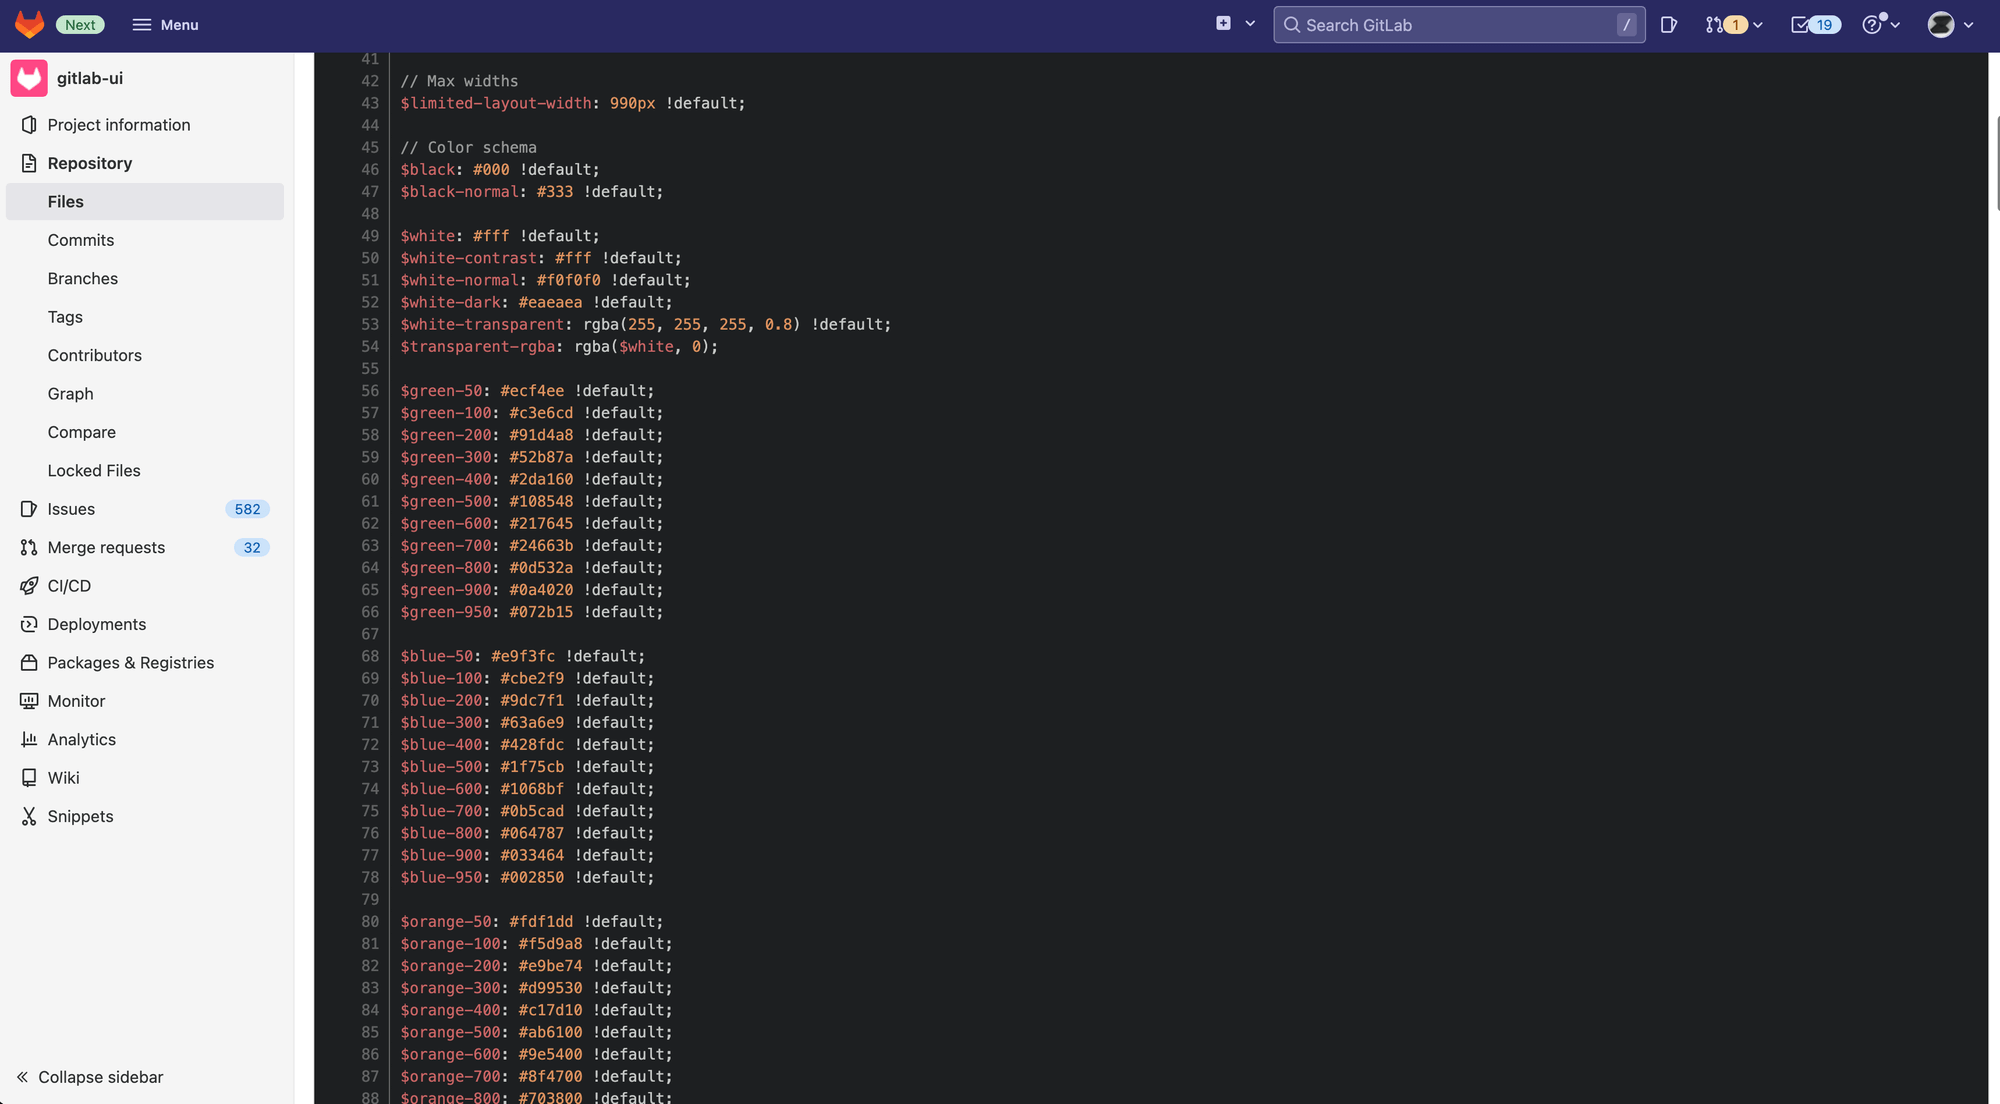 Next
Menu
Search GitLab
/
1
19
gitlab-ui
Project information
Repository
Files
Commits
Branches
Tags
Contributors
Graph
Compare
Locked Files
Issues 582
Merge requests 32
CI/CD
Deployments
Packages & Registries
Monitor
Analytics
Wiki
Snippets
Collapse sidebar
41
42 // Max widths
43 $limited-layout-width: 990px !default;
44
45 // Color schema
46 $black: #000 !default;
47 $black-normal: #333 !default;
48
49 $white: #fff !default;
50 $white-contrast: #fff !default;
51 $white-normal: #f0f0f0 !default;
52 $white-dark: #eaeaea !default;
53 $white-transparent: rgba(255, 255, 255, 0.8) !default;
54 $transparent-rgba: rgba($white, 0);
55
56 $green-50: #ecf4ee !default;
57 $green-100: #c3e6cd !default;
58 $green-200: #91d4a8 !default;
59 $green-300: #52b87a !default;
60 $green-400: #2da160 !default;
61 $green-500: #108548 !default;
62 $green-600: #217645 !default;
63 $green-700: #24663b !default;
64 $green-800: #0d532a !default;
65 $green-900: #0a4020 !default;
66 $green-950: #072b15 !default;
67
68 $blue-50: #e9f3fc !default;
69 $blue-100: #cbe2f9 !default;
70 $blue-200: #9dc7f1 !default;
71 $blue-300: #63a6e9 !default;
72 $blue-400: #428fdc !default;
73 $blue-500: #1f75cb !default;
74 $blue-600: #1068bf !default;
75 $blue-700: #0b5cad !default;
76 $blue-800: #064787 !default;
77 $blue-900: #033464 !default;
78 $blue-950: #002850 !default;
79
80 $orange-50: #fdf1dd !default;
81 $orange-100: #f5d9a8 !default;
82 $orange-200: #e9be74 !default;
83 $orange-300: #d99530 !default;
84 $orange-400: #c17d10 !default;
85 $orange-500: #ab6100 !default;
86 $orange-600: #9e5400 !default;
87 $orange-700: #8f4700 !default;
88 $orange-800: #703800 !default;